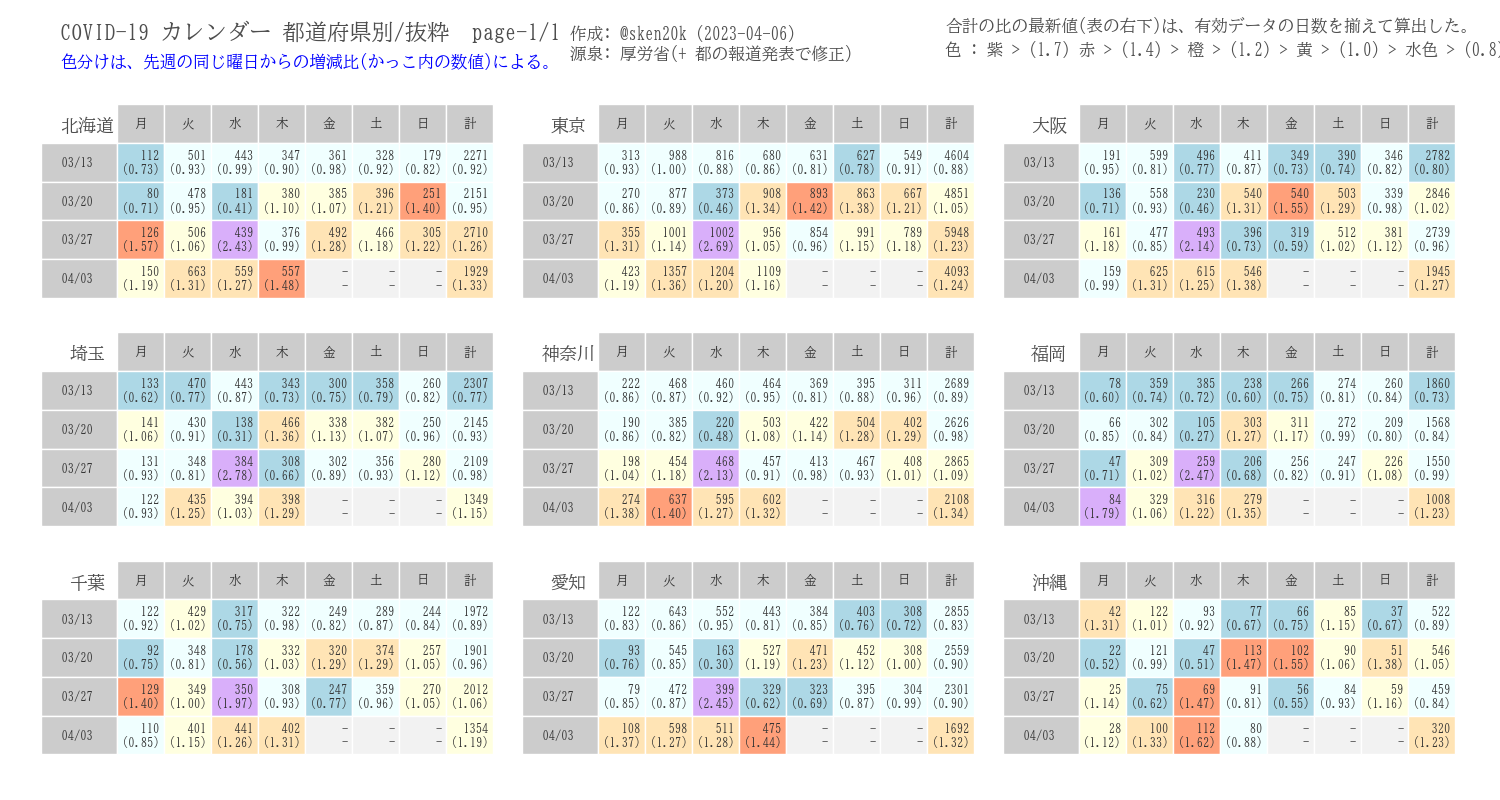 COVID-19 カレンダー 都道府県別/抜粋 page-1/1
色分けは、先週の同じ曜日からの増減比(かっこ内の数値)による。
作成: @sken20k (2023-04-06)
源泉: 厚労省(+ 都の報道発表で修正)
合計の比の最新値(表の右下)は、有効データの日数を揃えて算出した。
色 : 紫 > (1.7) 赤 > (1.4) 橙 > (1.2) 黄 > (1.0) > 水色 > (0.8)
北海道 月 火 水 木 金 土 日 計
03/13 112 501 443 347 361 328 179 2271
(0.73) (0.93) (0.99) (0.90) (0.98) (0.92) (0.82) (0.92)
03/20 80 478 181 380 385 396 251 2151
(0.71) (0.95) (0.41) (1.10) (1.07) (1.21) (1.40) (0.95)
03/27 126 506 439 376 492 466 305 2710
(1.57) (1.06) (2.43) (0.99) (1.28) (1.18) (1.22) (1.26)
04/03 150 663 559 557 - - - 1929
(1.19) (1.31) (1.27) (1.48) - - - (1.33)
東京 月 火 水 木 金 土 日 計
03/13 313 988 816 680 631 627 549 4604
(0.93) (1.00) (0.88) (0.86) (0.81) (0.78) (0.91) (0.88)
03/20 270 877 373 908 893 863 667 4851
(0.86) (0.89) (0.46) (1.34) (1.42) (1.38) (1.21) (1.05)
03/27 355 1001 1002 956 854 991 789 5948
(1.31) (1.14) (2.69) (1.05) (0.96) (1.15) (1.18) (1.23)
04/03 423 1357 1204 1109 - - - 4093
(1.19) (1.36) (1.20) (1.16) - - - (1.24)
大阪 月 火 水 木 金 土 日 計
03/13 191 599 496 411 349 390 346 2782
(0.95) (0.81) (0.77) (0.87) (0.73) (0.74) (0.82) (0.80)
03/20 136 558 230 540 540 503 339 2846
(0.71) (0.93) (0.46) (1.31) (1.55) (1.29) (0.98) (1.02)
03/27 161 477 493 396 319 512 381 2739
(1.18) (0.85) (2.14) (0.73) (0.59) (1.02) (1.12) (0.96)
04/03 159 625 615 546 - - - 1945
(0.99) (1.31) (1.25) (1.38) - - - (1.27)
埼玉 月 火 水 木 金 土 日 計
03/13 133 470 443 343 300 358 260 2307
(0.62) (0.77) (0.87) (0.73) (0.75) (0.79) (0.82) (0.77)
03/20 141 430 138 466 338 382 250 2145
(1.06) (0.91) (0.31) (1.36) (1.13) (1.07) (0.96) (0.93)
03/27 131 348 384 308 302 356 280 2109
(0.93) (0.81) (2.78) (0.66) (0.89) (0.93) (1.12) (0.98)
04/03 122 435 394 398 - - - 1349
(0.93) (1.25) (1.03) (1.29) - - - (1.15)
神奈川 月 火 水 木 金 土 日 計
03/13 222 468 460 464 369 395 311 2689
(0.86) (0.87) (0.92) (0.95) (0.81) (0.88) (0.96) (0.89)
03/20 190 385 220 503 422 504 402 2626
(0.86) (0.82) (0.48) (1.08) (1.14) (1.28) (1.29) (0.98)
03/27 198 454 468 457 413 467 408 2865
(1.04) (1.18) (2.13) (0.91) (0.98) (0.93) (1.01) (1.09)
04/03 274 637 595 602 - - - 2108
(1.38) (1.40) (1.27) (1.32) - - - (1.34)
福岡 月 火 水 木 金 土 日 計
03/13 78 359 385 238 266 274 260 1860
(0.60) (0.74) (0.72) (0.60) (0.75) (0.81) (0.84) (0.73)
03/20 66 302 105 303 311 272 209 1568
(0.85) (0.84) (0.27) (1.27) (1.17) (0.99) (0.80) (0.84)
03/27 47 309 259 206 256 247 226 1550
(0.71) (1.02) (2.47) (0.68) (0.82) (0.91) (1.08) (0.99)
04/03 84 329 316 279 - - - 1008
(1.79) (1.06) (1.22) (1.35) - - - (1.23)
千葉 月 火 水 木 金 土 日 計
03/13 122 429 317 322 249 289 244 1972
(0.92) (1.02) (0.75) (0.98) (0.82) (0.87) (0.84) (0.89)
03/20 92 348 178 332 320 374 257 1901
(0.75) (0.81) (0.56) (1.03) (1.29) (1.29) (1.05) (0.96)
03/27 129 349 350 308 247 359 270 2012
(1.40) (1.00) (1.97) (0.93) (0.77) (0.96) (1.05) (1.06)
04/03 110 401 441 402 - - - 1354
(0.85) (1.15) (1.26) (1.31) - - - (1.19)
愛知 月 火 水 木 金 土 日 計
03/13 122 643 552 443 384 403 308 2855
(0.83) (0.86) (0.95) (0.81) (0.85) (0.76) (0.72) (0.83)
03/20 93 545 163 527 471 452 308 2559
(0.76) (0.85) (0.30) (1.19) (1.23) (1.12) (1.00) (0.90)
03/27 79 472 399 329 323 395 304 2301
(0.85) (0.87) (2.45) (0.62) (0.69) (0.87) (0.99) (0.90)
04/03 108 598 511 475 - - - 1692
(1.37) (1.27) (1.28) (1.44) - - - (1.32)
沖縄 月 火 水 木 金 土 日 計
03/13 42 122 93 77 66 85 37 522
(1.31) (1.01) (0.92) (0.67) (0.75) (1.15) (0.67) (0.89)
03/20 22 121 47 113 102 90 51 546
(0.52) (0.99) (0.51) (1.47) (1.55) (1.06) (1.38) (1.05)
03/27 25 75 69 91 56 84 59 459
(1.14) (0.62) (1.47) (0.81) (0.55) (0.93) (1.16) (0.84)
04/03 28 100 112 80 - - - 320
(1.12) (1.33) (1.62) (0.88) - - - (1.23)